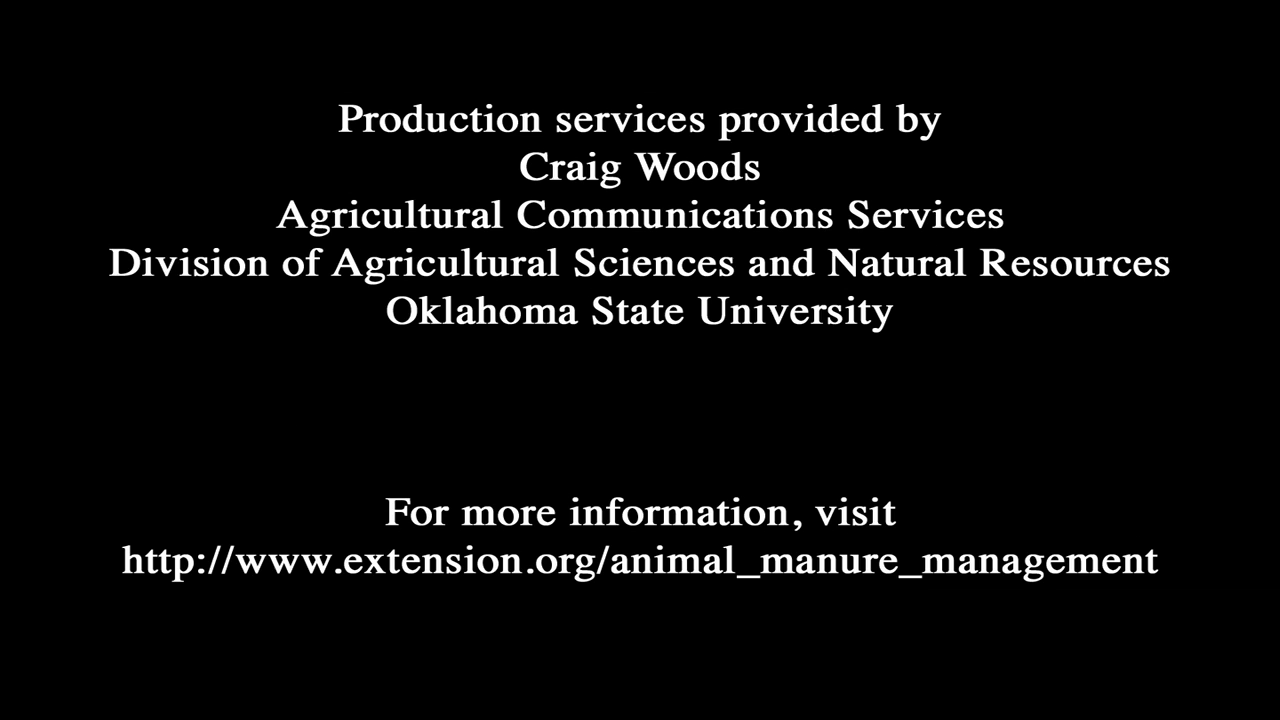 Production services provided by
Craig Woods
Agricultural Communications Services
Division of Agricultural Sciences and Natural Resources
Oklahoma State University
For more information, visit
http://www.extension.org/animal_manure_management